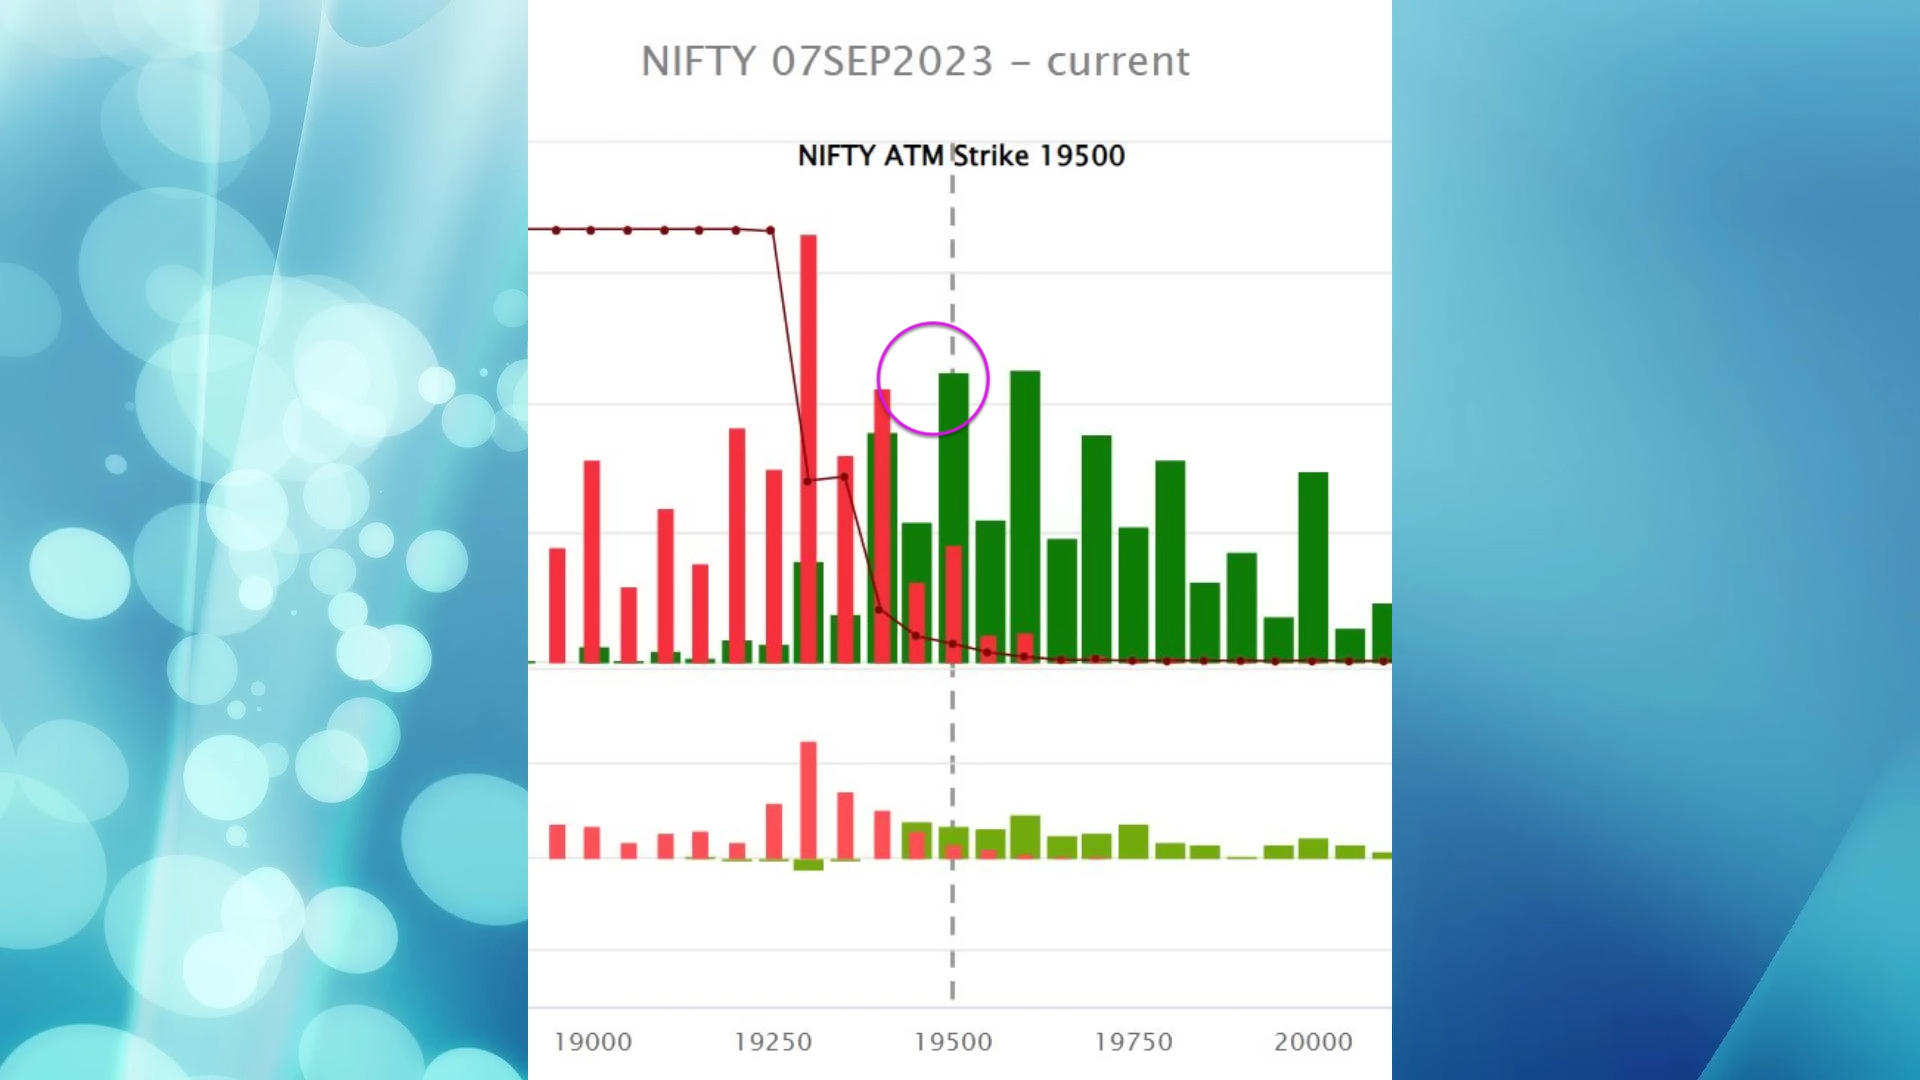 NIFTY 07SEP2023 – current
NIFTY ATM Strike 19500
19000 19250 19500 19750 20000